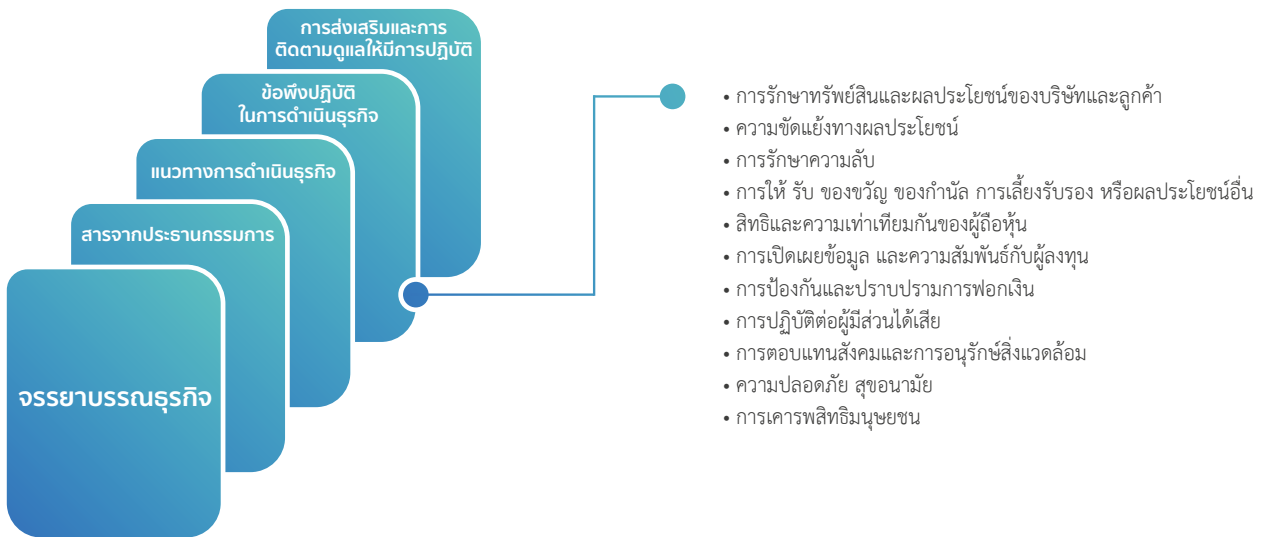 การส่งเสริมและการ
ติดตามดูแลให้มีการปฏิบัติ
ข้อพึงปฏิบัติ
ในการดำเนินธุรกิจ
แนวทางการดำเนินธุรกิจ
สารจากประธานกรรมการ
จรรยาบรรณธุรกิจ
• การรักษาทรัพย์สินและผลประโยชน์ของบริษัทและลูกค้า
• ความขัดแย้งทางผลประโยชน์
• การรักษาความลับ
• การให้ รับ ของขวัญ ของกำนัล การเลี้ยงรับรอง หรือผลประโยชน์อื่น
• สิทธิและความเท่าเทียมกันของผู้ถือหุ้น
• การเปิดเผยข้อมูล และความสัมพันธ์กับผู้ลงทุน
• การป้องกันและปราบปรามการฟอกเงิน
• การปฏิบัติต่อผู้มีส่วนได้เสีย
• การตอบแทนสังคมและการอนุรักษ์สิ่งแวดล้อม
• ความปลอดภัย สุขอนามัย
• การเคารพสิทธิมนุษยชน